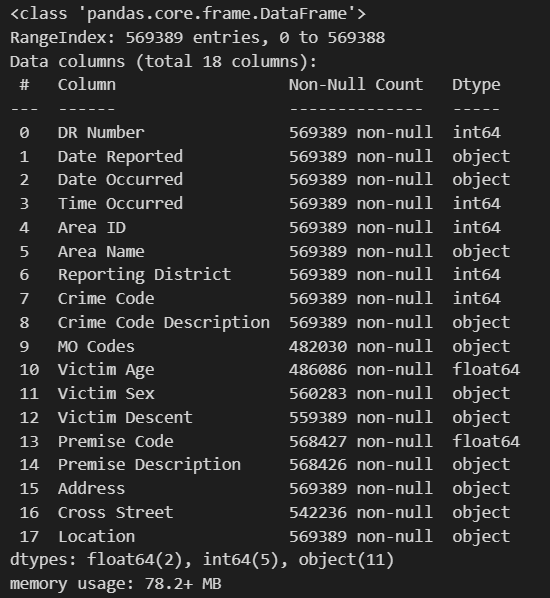 <class 'pandas.core.frame.DataFrame'>
RangeIndex: 569389 entries, 0 to 569388
Data columns (total 18 columns):
 #   Column                  Non-Null Count   Dtype
---  ------                  --------------   -----
 0   DR Number               569389 non-null  int64
 1   Date Reported           569389 non-null  object
 2   Date Occurred           569389 non-null  object
 3   Time Occurred           569389 non-null  int64
 4   Area ID                 569389 non-null  int64
 5   Area Name               569389 non-null  object
 6   Reporting District      569389 non-null  int64
 7   Crime Code              569389 non-null  int64
 8   Crime Code Description  569389 non-null  object
 9   MO Codes                482030 non-null  object
 10  Victim Age              486086 non-null  float64
 11  Victim Sex              560283 non-null  object
 12  Victim Descent          559389 non-null  object
 13  Premise Code            568427 non-null  float64
 14  Premise Description     568426 non-null  object
 15  Address                 569389 non-null  object
 16  Cross Street            542236 non-null  object
 17  Location                569389 non-null  object
dtypes: float64(2), int64(5), object(11)
memory usage: 78.2+ MB